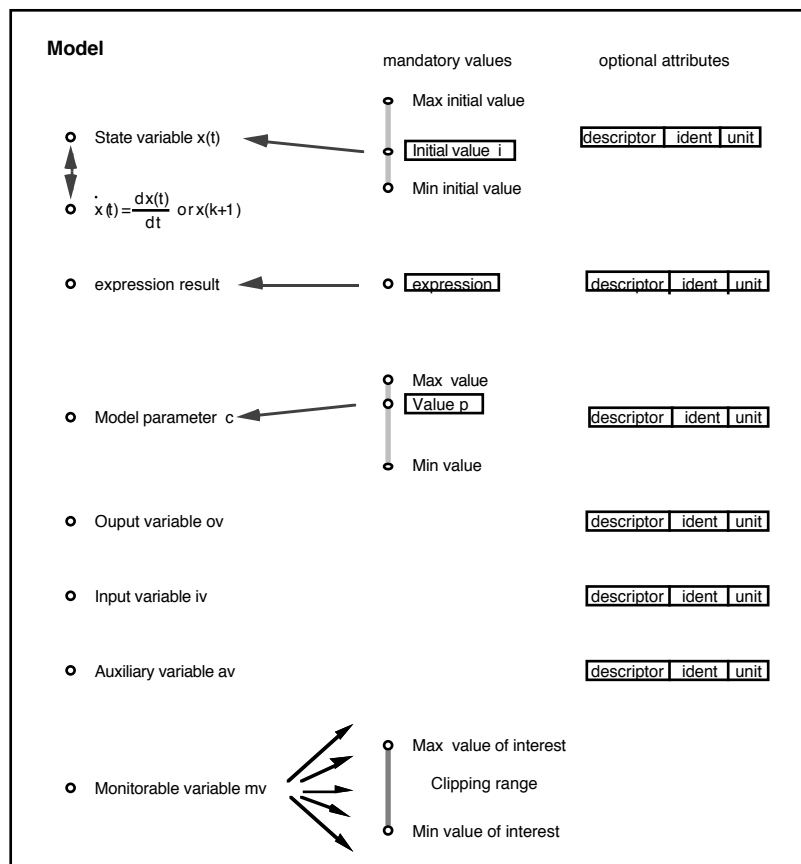 Model
mandatory values optional attributes
Max initial value
State variable x(t) Initial value i descriptor ident unit
Min initial value
ẋ(t) = dx(t)/dt or x(k+1)
expression result expression descriptor ident unit
Max value
Value p
Model parameter c descriptor ident unit
Min value
Ouput variable ov descriptor ident unit
Input variable iv descriptor ident unit
Auxiliary variable av descriptor ident unit
Max value of interest
Clipping range
Monitorable variable mv
Min value of interest